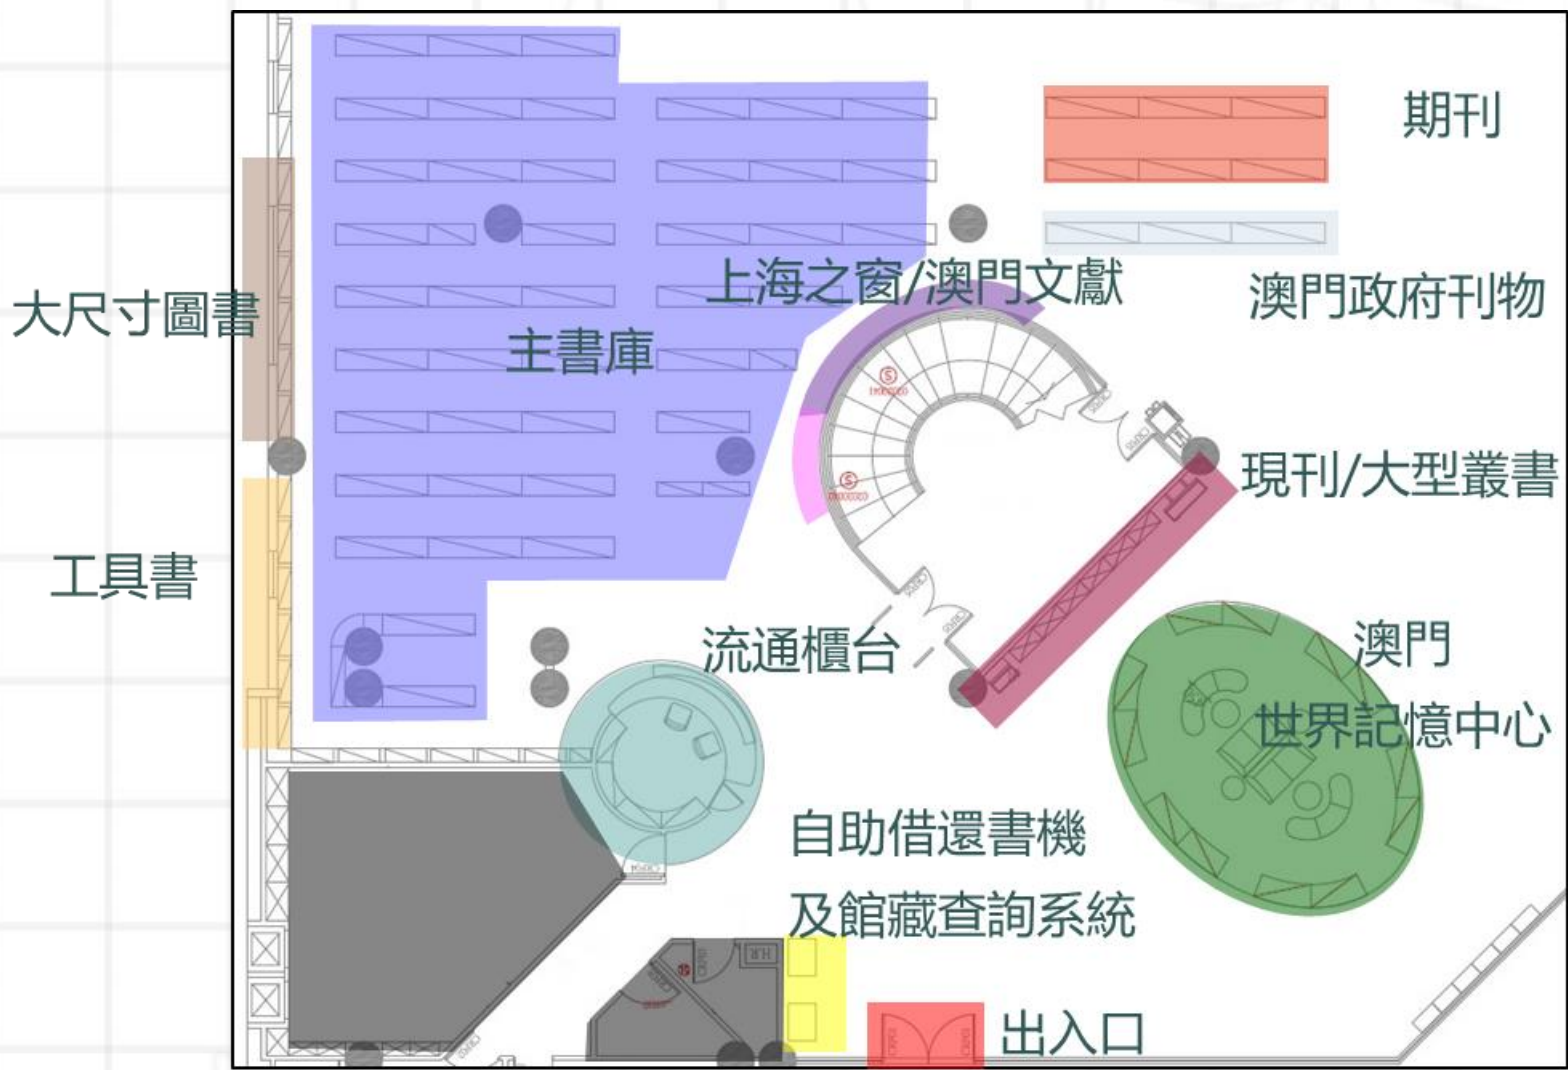 期刊
上海之窗/澳門文獻
澳門政府刊物
大尺寸圖書
主書庫
現刊/大型叢書
工具書
流通櫃台
澳門
世界記憶中心
自助借還書機
及館藏查詢系統
H.R.
出入口